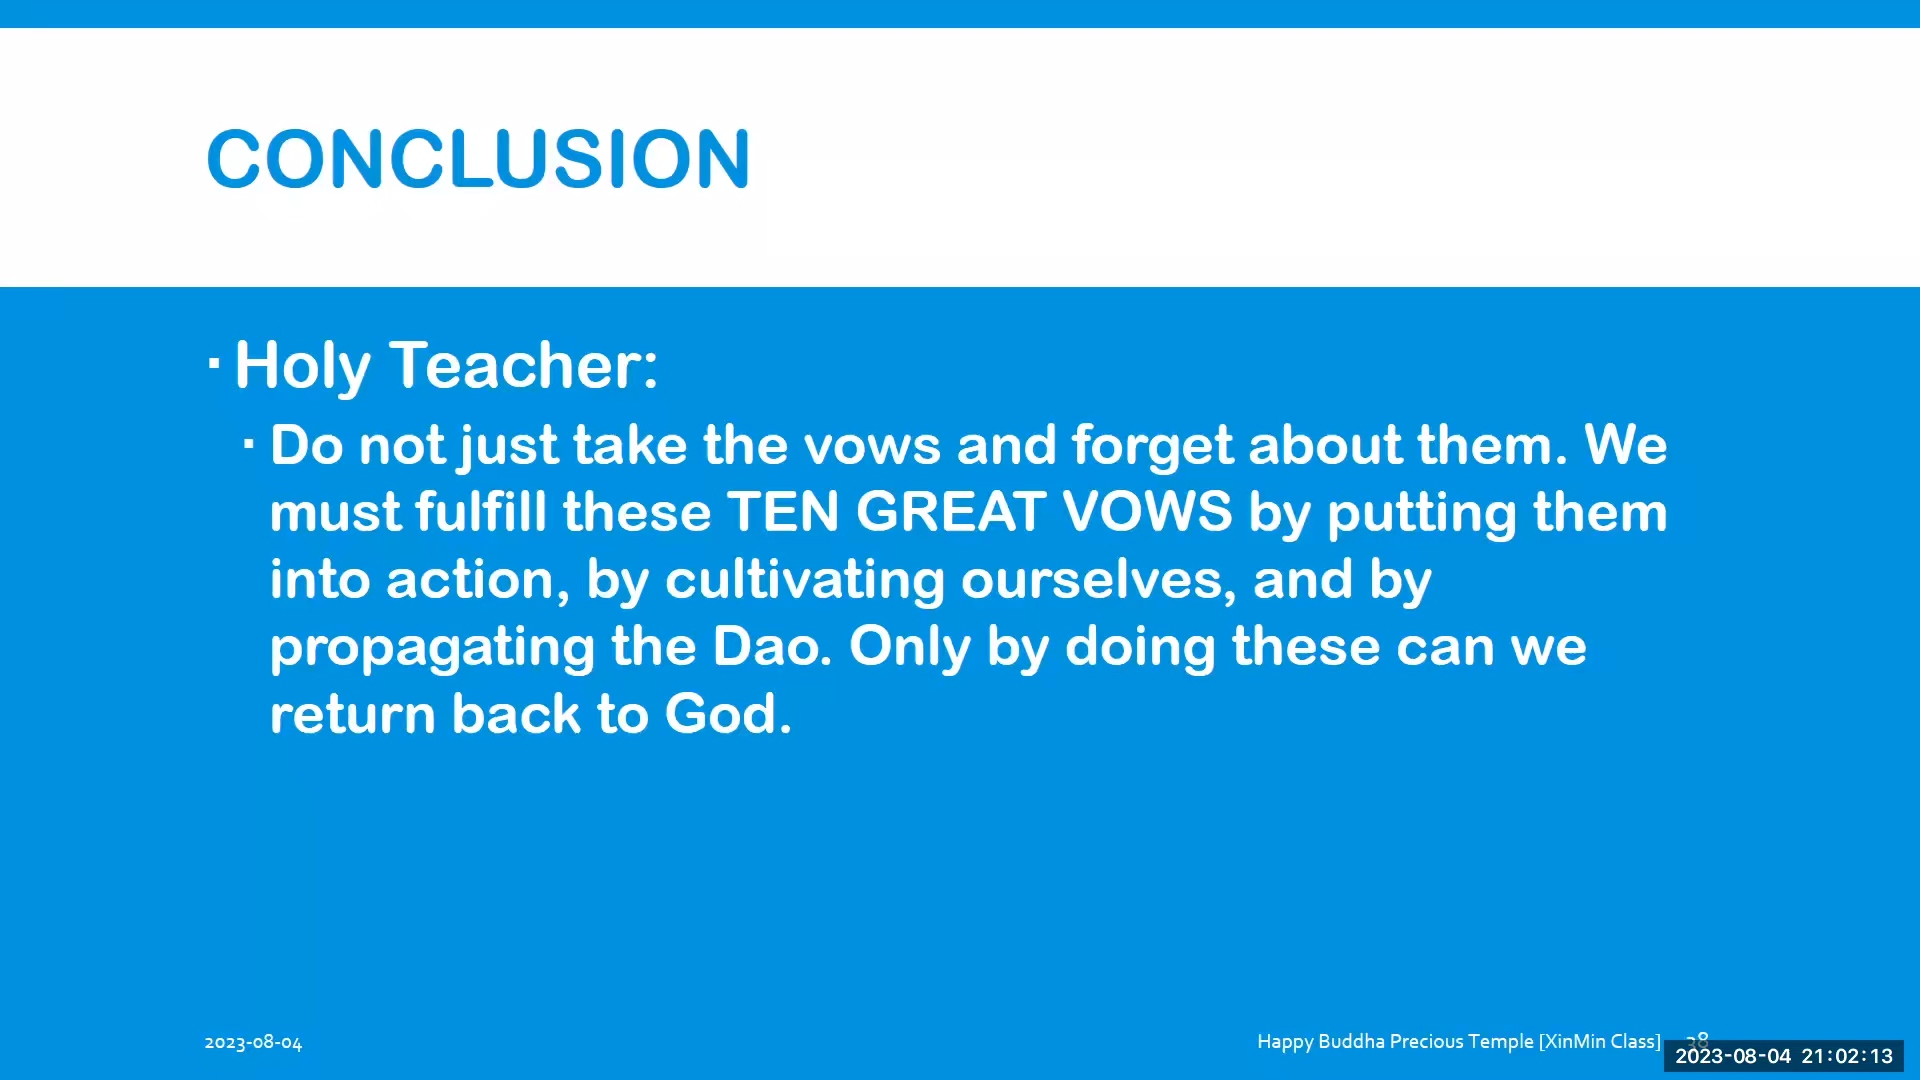 CONCLUSION
▪ Holy Teacher:
▪ Do not just take the vows and forget about them. We
must fulfill these TEN GREAT VOWS by putting them
into action, by cultivating ourselves, and by
propagating the Dao. Only by doing these can we
return back to God.
2023-08-04
Happy Buddha Precious Temple [XinMin Class]
38
2023-08-04 21:02:13